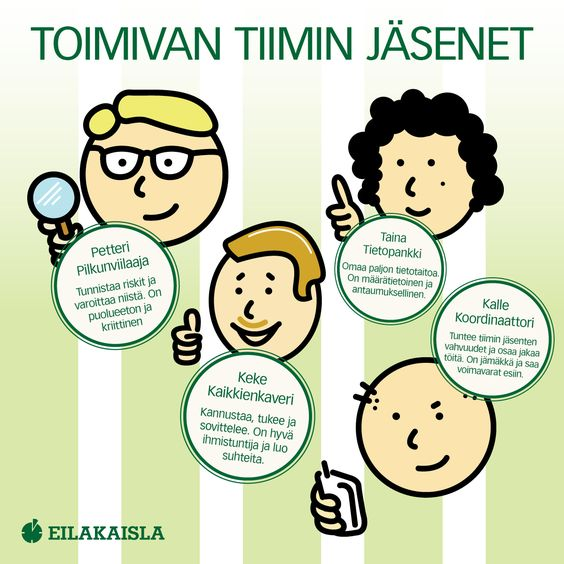 TOIMIVAN TIIMIN JÄSENET
Petteri
Pilkunviilaaja
Tunnistaa riskit ja
varoittaa niistä. On
puolueeton ja
kriittinen
Taina
Tietopankki
Omaa paljon tietotaitoa.
On määrätietoinen ja
antaumuksellinen.
Kalle
Koordinaattori
Tuntee tiimin jäsenten
vahvuudet ja osaa jakaa
töitä. On jämäkkä ja saa
voimavarat esiin.
Keke
Kaikkienkaveri
Kannustaa, tukee ja
sovittelee. On hyvä
ihmistuntija ja luo
suhteita.
EILAKAISLA